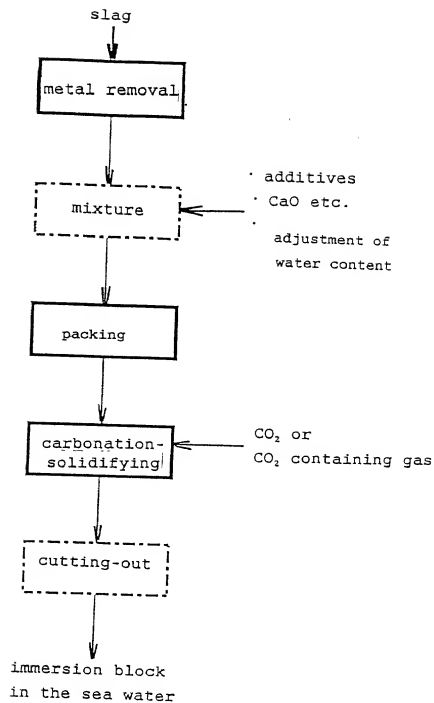 slag
metal removal
mixture
· additives
· CaO etc.
·
adjustment of
water content
packing
carbonation-
solidifying
CO₂ or
CO₂ containing gas
cutting-out
immersion block
in the sea water